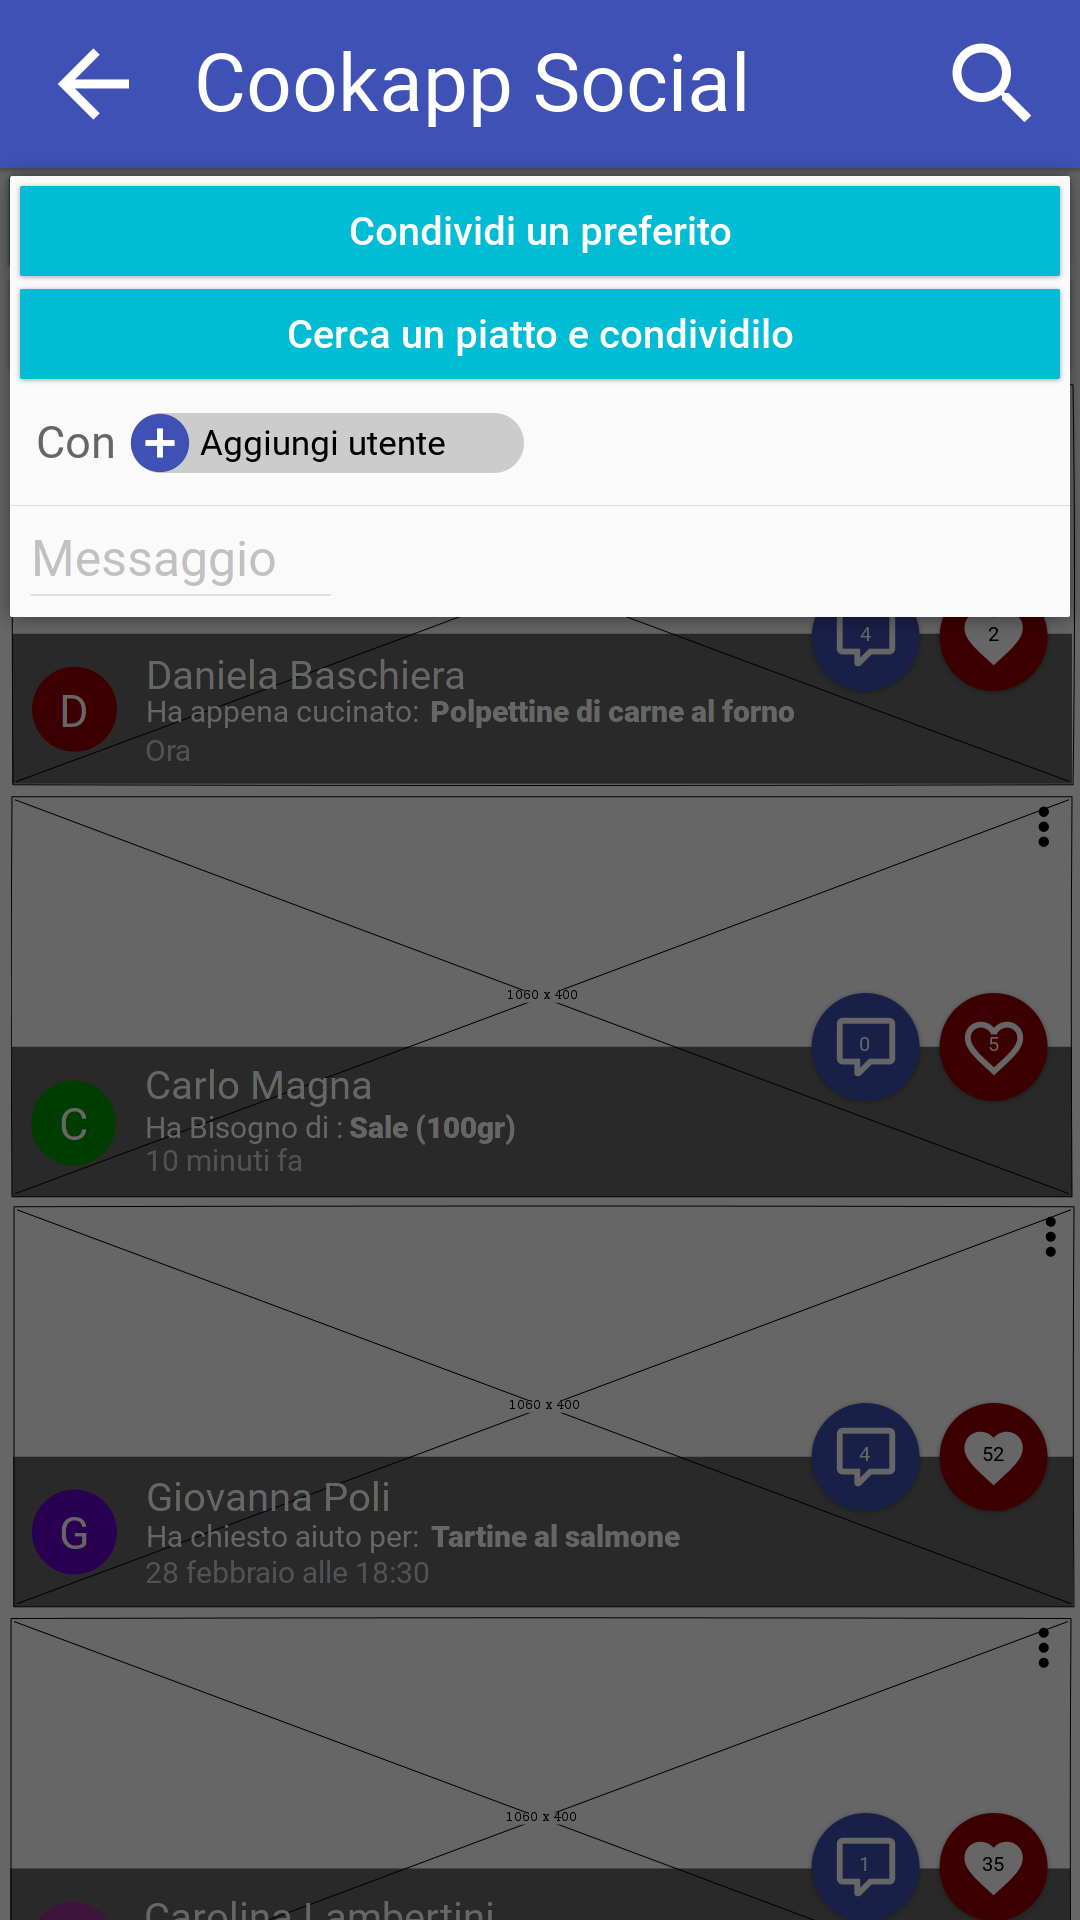 Cookapp Social
Condividi un preferito
Cerca un piatto e condividilo
Con Aggiungi utente
Messaggio
4 2
Daniela Baschiera
Ha appena cucinato: Polpettine di carne al forno
D
Ora
1060 x 400
0 5
Carlo Magna
C
Ha Bisogno di : Sale (100gr)
10 minuti fa
1060 x 400
4 52
Giovanna Poli
G
Ha chiesto aiuto per: Tartine al salmone
28 febbraio alle 18:30
1060 x 400
1 35
Carolina Lambertini